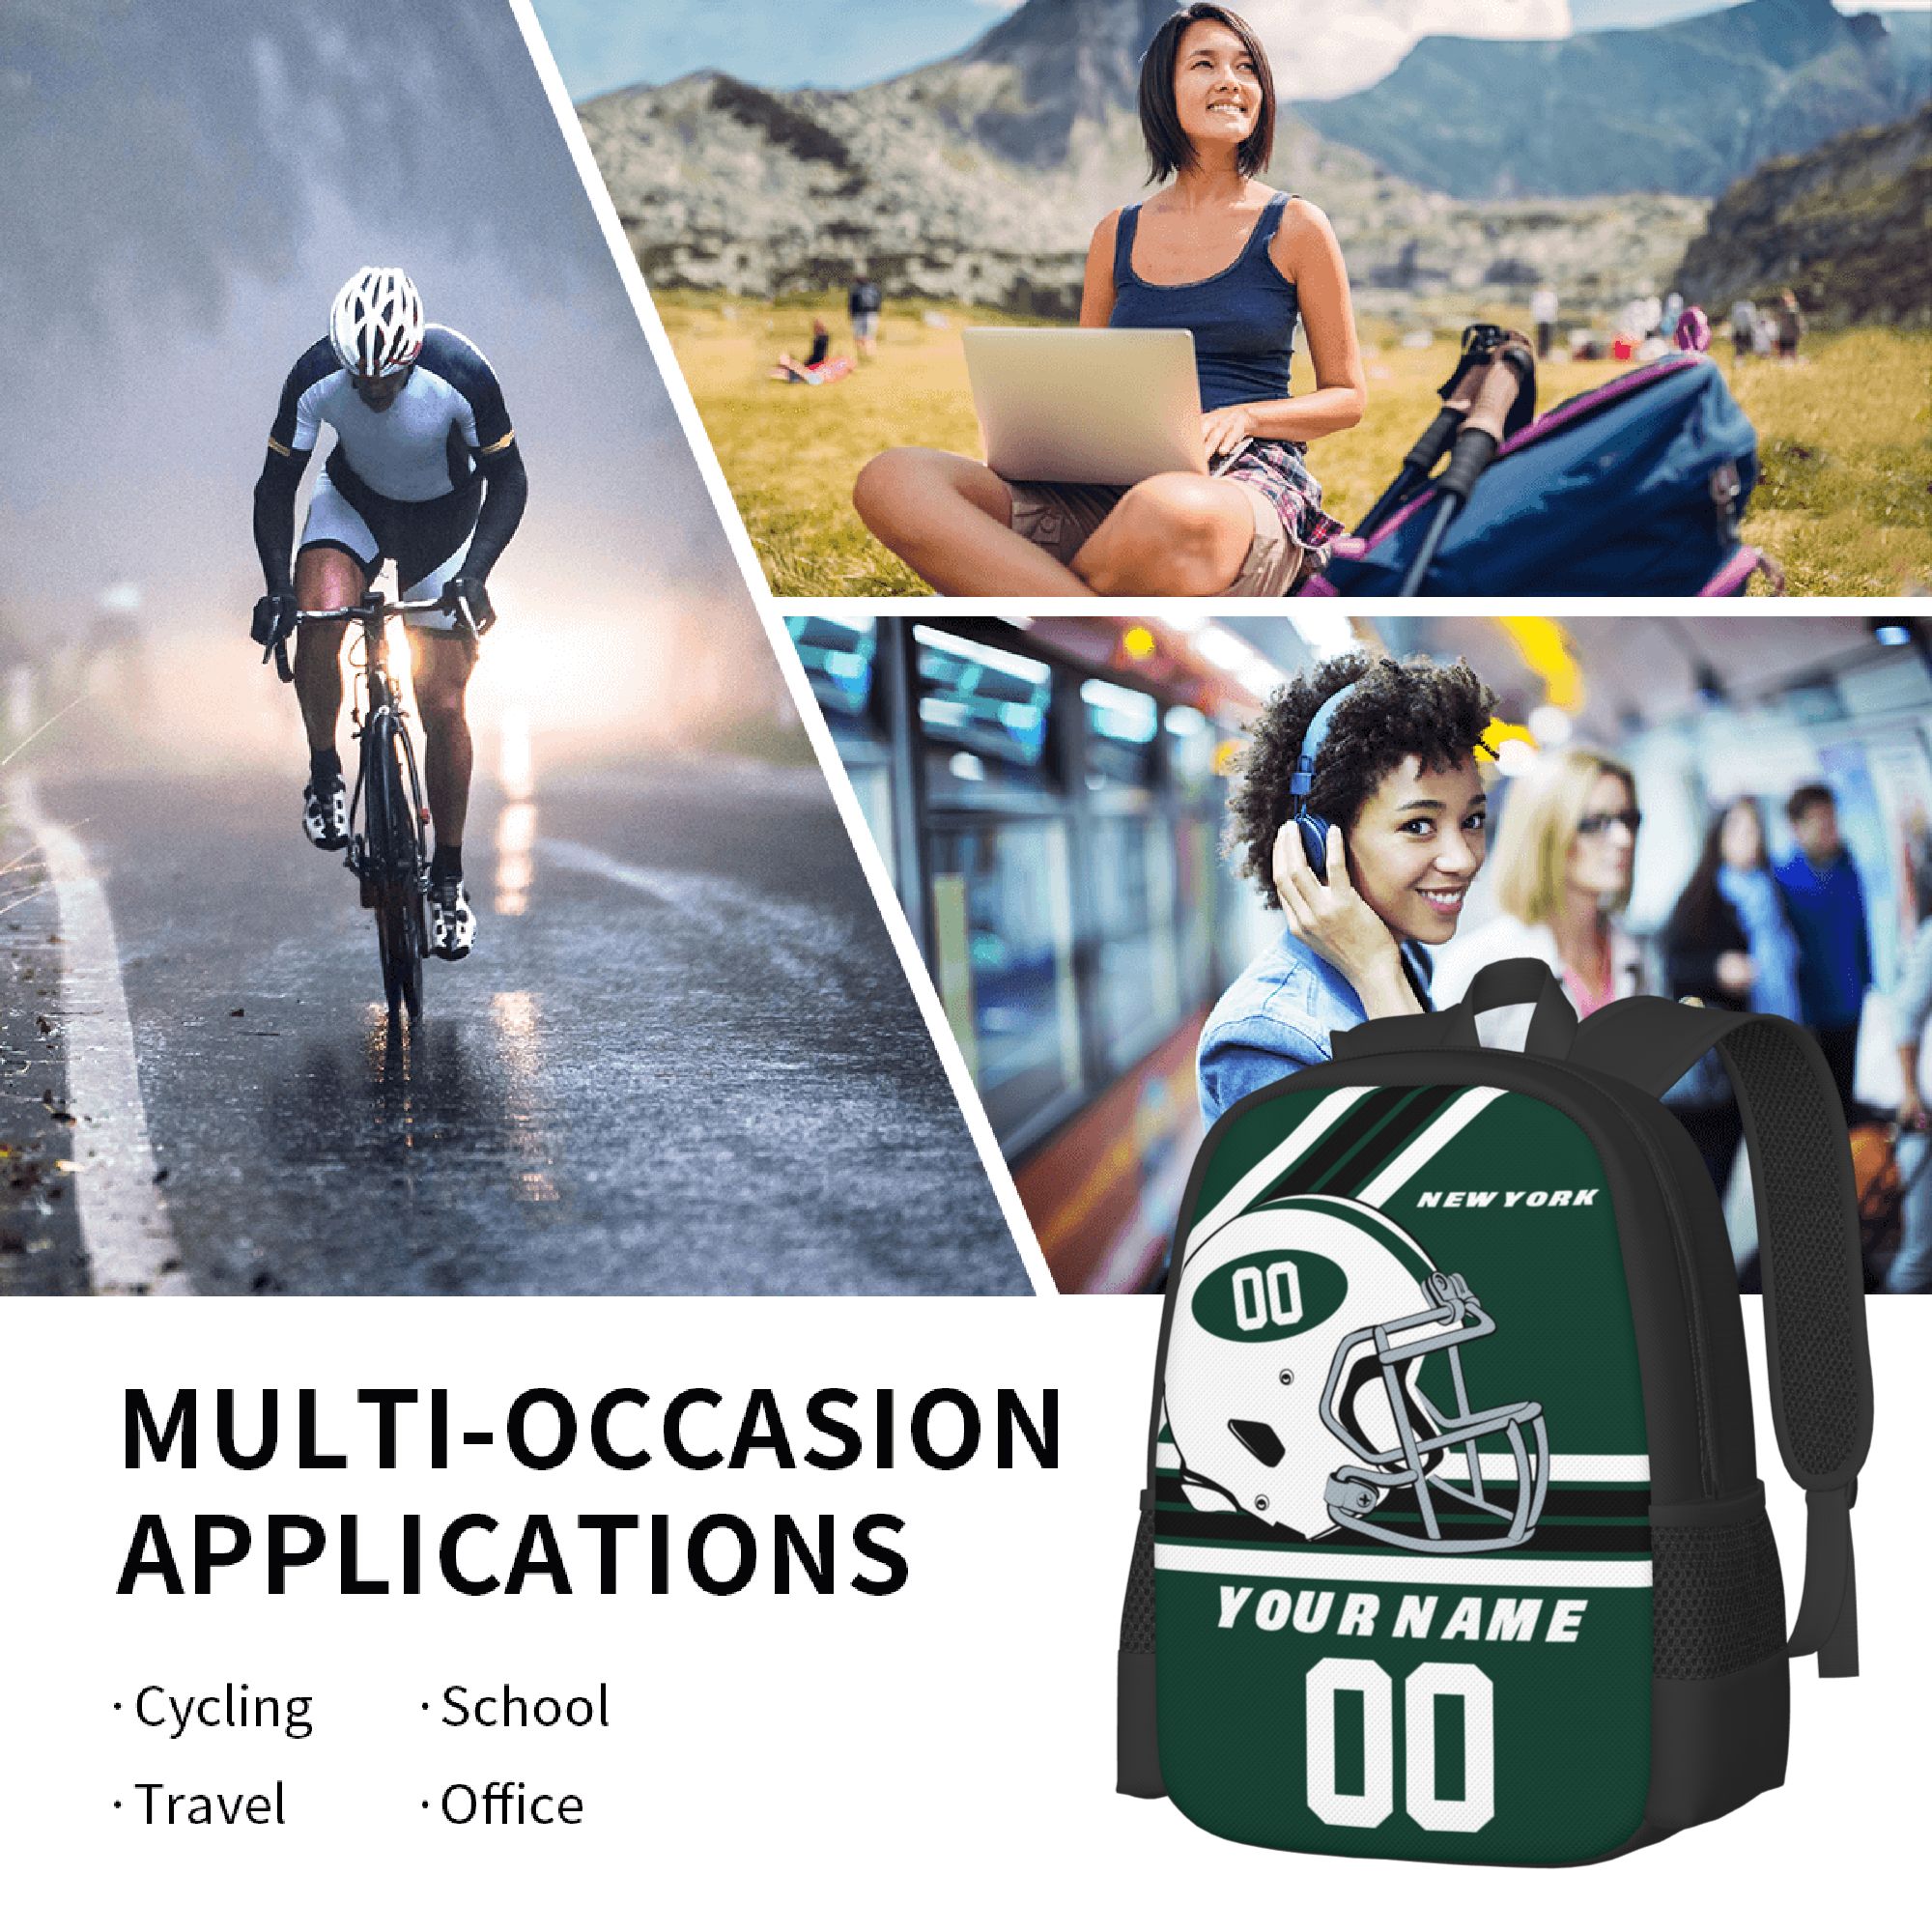 NEW YORK
00
YOUR NAME
00
MULTI-OCCASION
APPLICATIONS
· Cycling
· School
· Travel
· Office